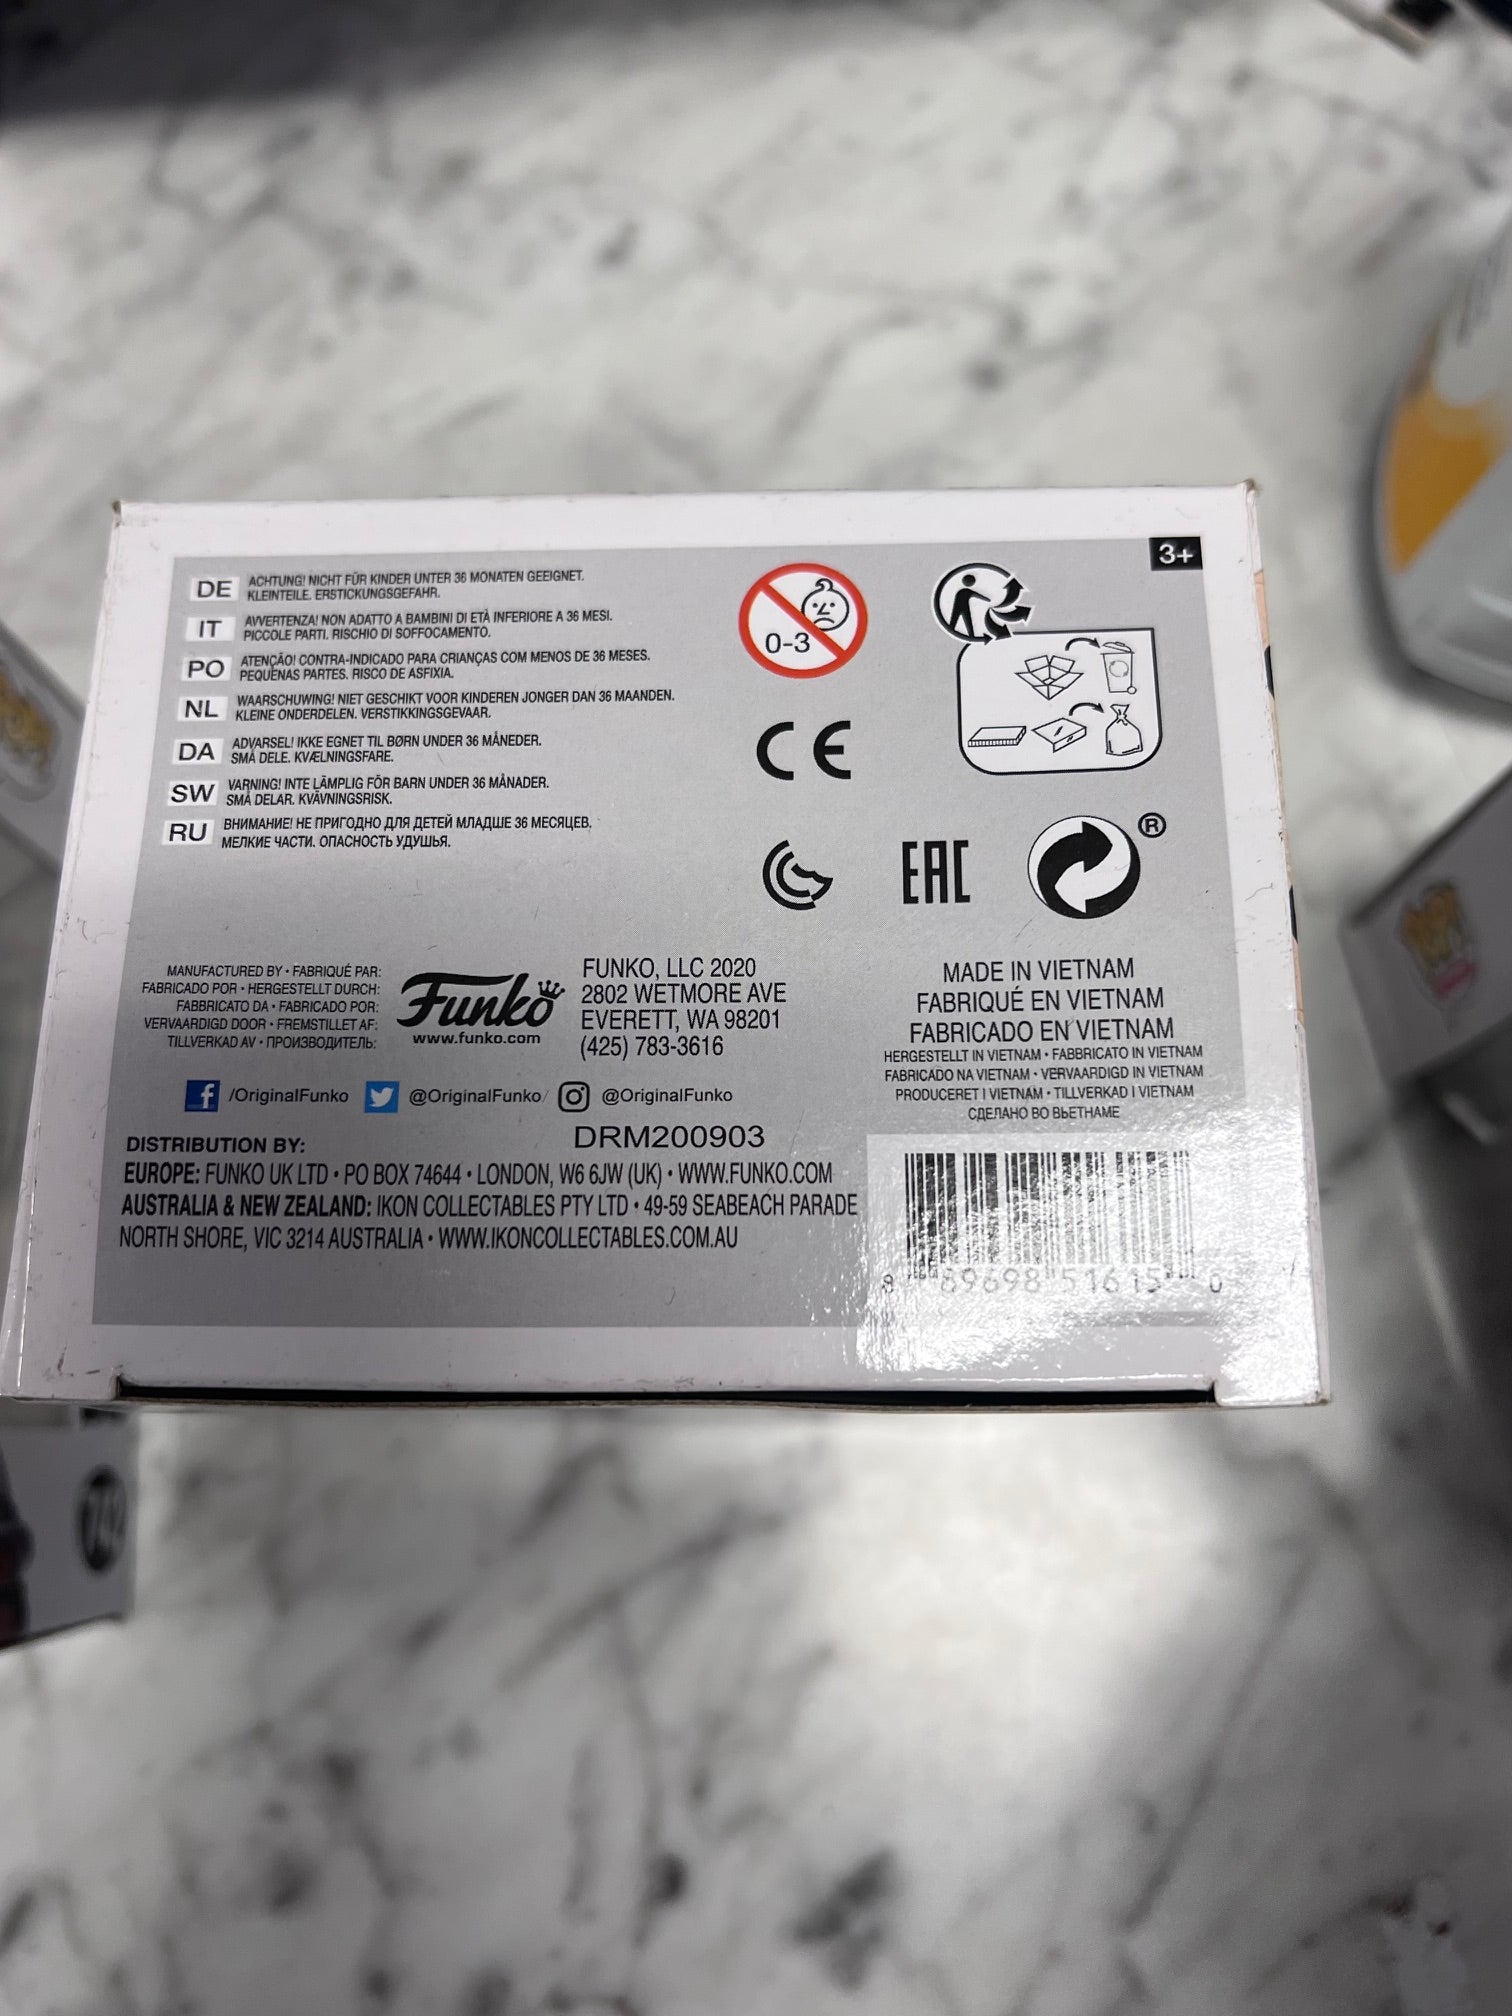 3+
DE ACHTUNG! NICHT FÜR KINDER UNTER 36 MONATEN GEEIGNET.
KLEINTEILE. ERSTICKUNGSGEFAHR.
IT AVVERTENZA! NON ADATTO A BAMBINI DI ETÀ INFERIORE A 36 MESI.
PICCOLE PARTI. RISCHIO DI SOFFOCAMENTO.
PO ATENÇÃO! CONTRA-INDICADO PARA CRIANÇAS COM MENOS DE 36 MESES.
PEQUENAS PARTES. RISCO DE ASFIXIA.
NL WAARSCHUWING! NIET GESCHIKT VOOR KINDEREN JONGER DAN 36 MAANDEN.
KLEINE ONDERDELEN. VERSTIKKINGSGEVAAR.
DA ADVARSEL! IKKE EGNET TIL BØRN UNDER 36 MÅNEDER.
SMÅ DELE. KVÆLNINGSFARE.
SW VARNING! INTE LÄMPLIG FÖR BARN UNDER 36 MÅNADER.
SMÅ DELAR. KVÄVNINGSRISK.
RU ВНИМАНИЕ! НЕ ПРИГОДНО ДЛЯ ДЕТЕЙ МЛАДШЕ 36 МЕСЯЦЕВ.
МЕЛКИЕ ЧАСТИ. ОПАСНОСТЬ УДУШЬЯ.
0-3
CE
EAC
®
MANUFACTURED BY • FABRIQUÉ PAR:
FABRICADO POR • HERGESTELLT DURCH:
FABBRICATO DA • FABRICADO POR:
VERVAARDIGD DOOR • FREMSTILLET AF:
TILLVERKAD AV • ПРОИЗВОДИТЕЛЬ:
Funko
www.funko.com
FUNKO, LLC 2020
2802 WETMORE AVE
EVERETT, WA 98201
(425) 783-3616
MADE IN VIETNAM
FABRIQUÉ EN VIETNAM
FABRICADO EN VIETNAM
HERGESTELLT IN VIETNAM • FABBRICATO IN VIETNAM
FABRICADO NA VIETNAM • VERVAARDIGD IN VIETNAM
PRODUCERET I VIETNAM • TILLVERKAD I VIETNAM
СДЕЛАНО ВО ВЬЕТНАМЕ
/OriginalFunko @OriginalFunko/ @OriginalFunko
DRM200903
DISTRIBUTION BY:
EUROPE: FUNKO UK LTD • PO BOX 74644 • LONDON, W6 6JW (UK) • WWW.FUNKO.COM
AUSTRALIA & NEW ZEALAND: IKON COLLECTABLES PTY LTD • 49-59 SEABEACH PARADE
NORTH SHORE, VIC 3214 AUSTRALIA • WWW.IKONCOLLECTABLES.COM.AU
8 89698 51615 0